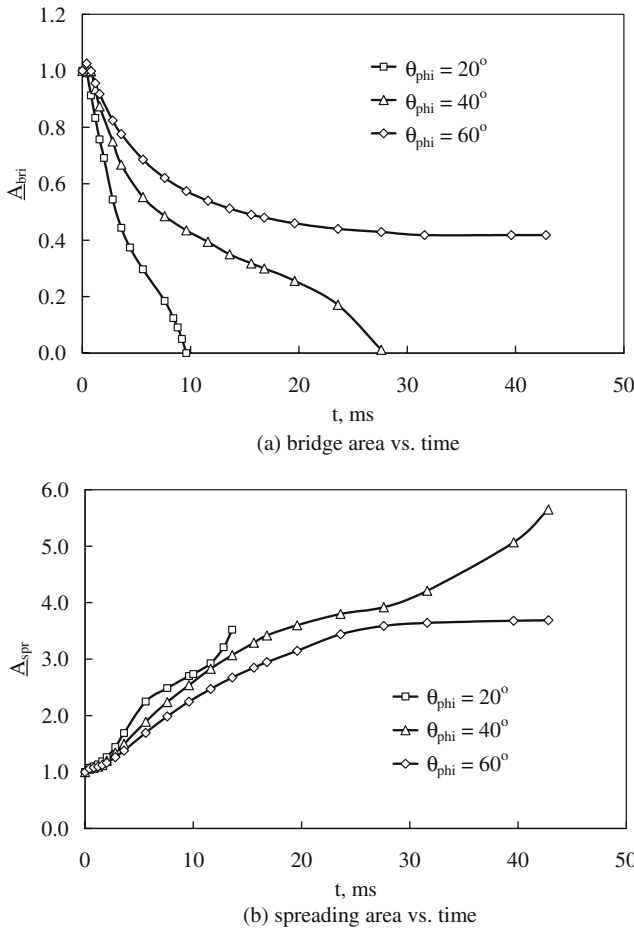 1.2
1.0
0.8
0.6
0.4
0.2
0.0
A_bri
θphi = 20°
θphi = 40°
θphi = 60°
0 10 20 30 40 50
t, ms
(a) bridge area vs. time
6.0
5.0
4.0
3.0
2.0
1.0
0.0
A_spr
θphi = 20°
θphi = 40°
θphi = 60°
0 10 20 30 40 50
t, ms
(b) spreading area vs. time